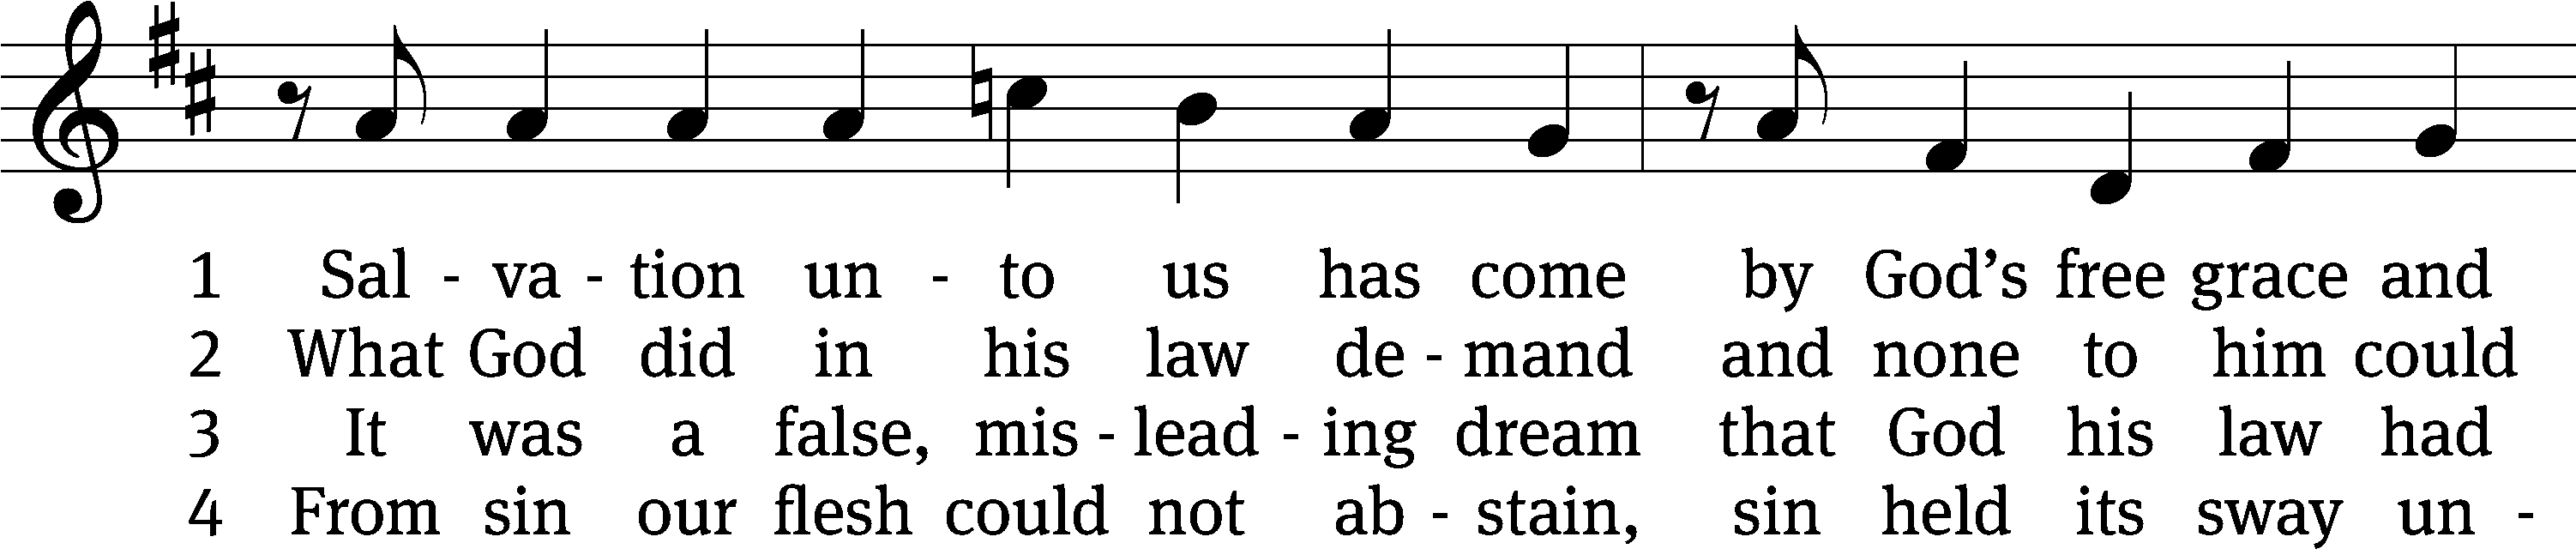 1 Sal - va - tion un - to us has come by God’s free grace and
2 What God did in his law de - mand and none to him could
3 It was a false, mis - lead - ing dream that God his law had
4 From sin our flesh could not ab - stain, sin held its sway un -